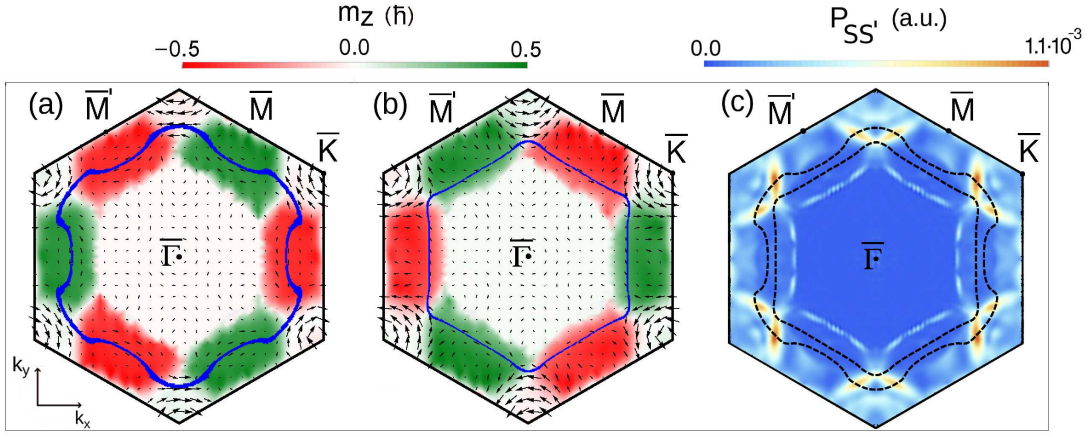 m_z (ħ)
−0.5 0.0 0.5
P_SS' (a.u.)
0.0 1.1·10⁻³
(a) M̅' M̅ K̅
Γ̅
k_y
k_x
(b) M̅' M̅ K̅
Γ̅
(c) M̅' M̅ K̅
Γ̅